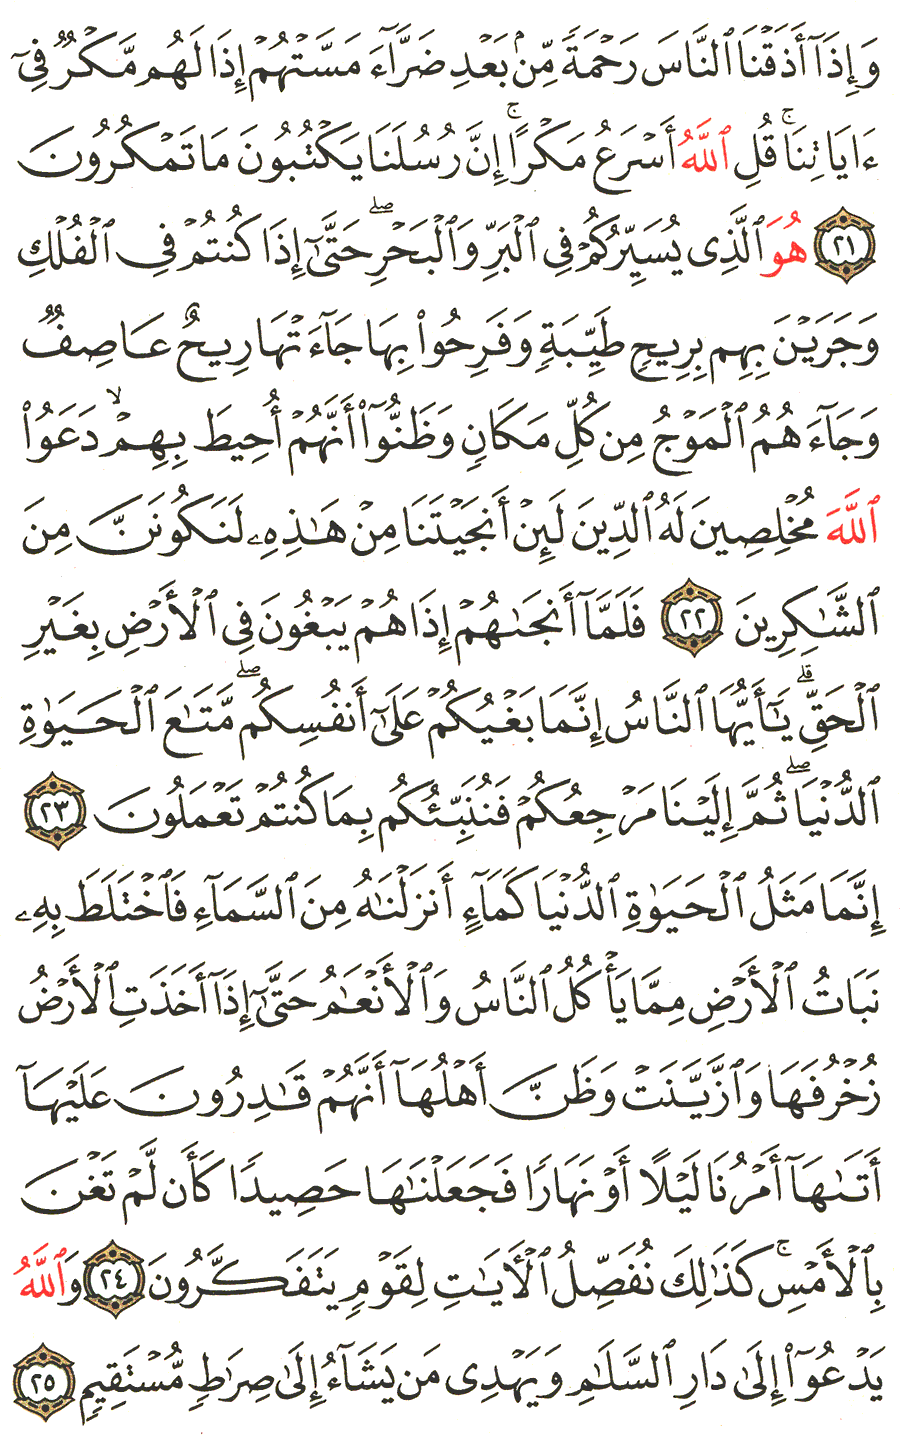 وَإِذَآ أَذَقْنَا ٱلنَّاسَ رَحْمَةً مِّنۢ بَعْدِ ضَرَّآءَ مَسَّتْهُمْ إِذَا لَهُم مَّكْرٌ فِىٓ
ءَايَاتِنَا ۚ قُلِ ٱللَّهُ أَسْرَعُ مَكْرًا ۚ إِنَّ رُسُلَنَا يَكْتُبُونَ مَا تَمْكُرُونَ
٢١ هُوَ ٱلَّذِى يُسَيِّرُكُمْ فِى ٱلْبَرِّ وَٱلْبَحْرِ ۖ حَتَّىٰٓ إِذَا كُنتُمْ فِى ٱلْفُلْكِ
وَجَرَيْنَ بِهِم بِرِيحٍ طَيِّبَةٍ وَفَرِحُوا۟ بِهَا جَآءَتْهَا رِيحٌ عَاصِفٌ
وَجَآءَهُمُ ٱلْمَوْجُ مِن كُلِّ مَكَانٍ وَظَنُّوٓا۟ أَنَّهُمْ أُحِيطَ بِهِمْ ۙ دَعَوُا۟
ٱللَّهَ مُخْلِصِينَ لَهُ ٱلدِّينَ لَئِنْ أَنجَيْتَنَا مِنْ هَٰذِهِۦ لَنَكُونَنَّ مِنَ
ٱلشَّٰكِرِينَ ٢٢ فَلَمَّآ أَنجَىٰهُمْ إِذَا هُمْ يَبْغُونَ فِى ٱلْأَرْضِ بِغَيْرِ
ٱلْحَقِّ ۗ يَٰٓأَيُّهَا ٱلنَّاسُ إِنَّمَا بَغْيُكُمْ عَلَىٰٓ أَنفُسِكُم ۖ مَّتَٰعَ ٱلْحَيَوٰةِ
ٱلدُّنْيَا ۖ ثُمَّ إِلَيْنَا مَرْجِعُكُمْ فَنُنَبِّئُكُم بِمَا كُنتُمْ تَعْمَلُونَ ٢٣
إِنَّمَا مَثَلُ ٱلْحَيَوٰةِ ٱلدُّنْيَا كَمَآءٍ أَنزَلْنَٰهُ مِنَ ٱلسَّمَآءِ فَٱخْتَلَطَ بِهِۦ
نَبَاتُ ٱلْأَرْضِ مِمَّا يَأْكُلُ ٱلنَّاسُ وَٱلْأَنْعَٰمُ حَتَّىٰٓ إِذَآ أَخَذَتِ ٱلْأَرْضُ
زُخْرُفَهَا وَٱزَّيَّنَتْ وَظَنَّ أَهْلُهَآ أَنَّهُمْ قَٰدِرُونَ عَلَيْهَآ
أَتَىٰهَآ أَمْرُنَا لَيْلًا أَوْ نَهَارًا فَجَعَلْنَٰهَا حَصِيدًا كَأَن لَّمْ تَغْنَ
بِٱلْأَمْسِ ۚ كَذَٰلِكَ نُفَصِّلُ ٱلْأَيَٰتِ لِقَوْمٍ يَتَفَكَّرُونَ ٢٤ وَٱللَّهُ
يَدْعُوٓا۟ إِلَىٰ دَارِ ٱلسَّلَٰمِ وَيَهْدِى مَن يَشَآءُ إِلَىٰ صِرَٰطٍ مُّسْتَقِيمٍ ٢٥